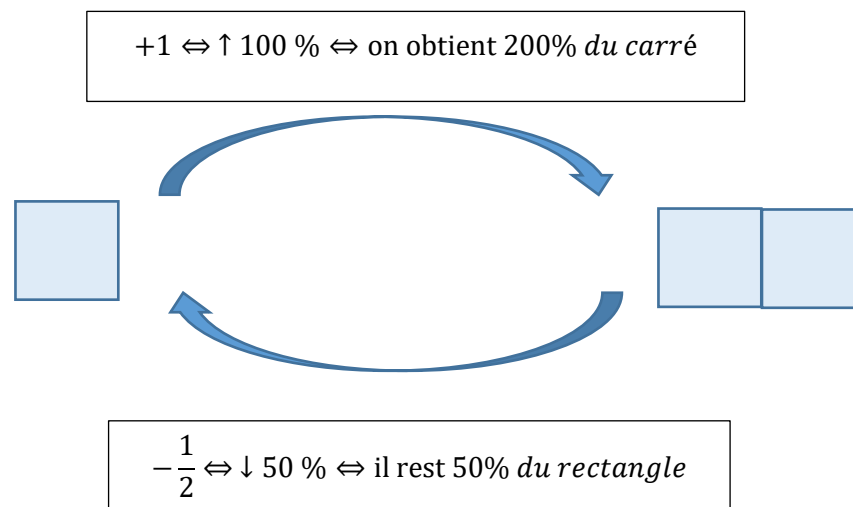 +1 ⇔ ↑ 100 % ⇔ on obtient 200% du carré
−1/2 ⇔ ↓ 50 % ⇔ il rest 50% du rectangle